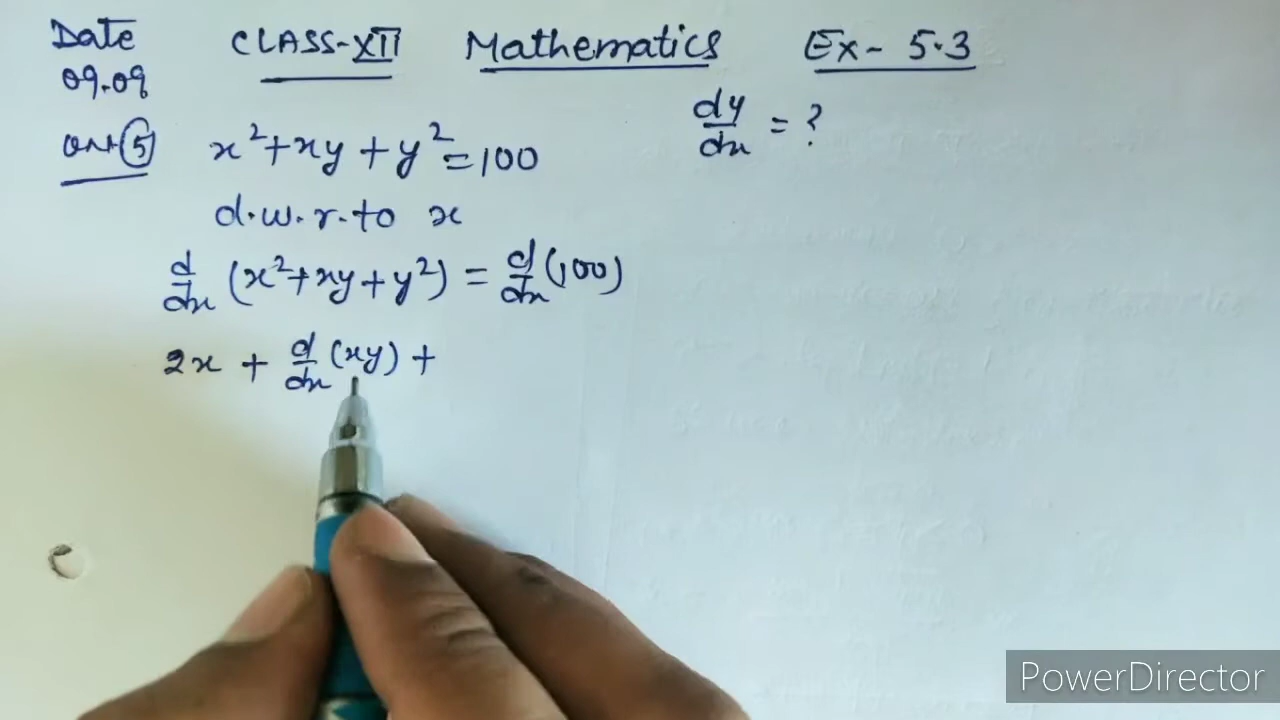 Date CLASS-XII Mathematics Ex- 5.3
09.09
dy/dx = ?
Ans 5 x²+xy+y²=100
d.w.r.to x
d/dx (x²+xy+y²) = d/dx (100)
2x + d/dx (xy) +
PowerDirector